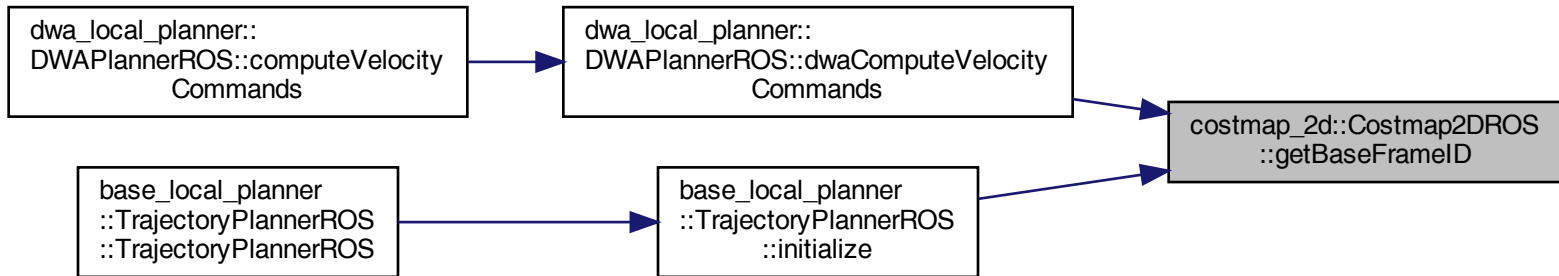 dwa_local_planner::
DWAPlannerROS::computeVelocity
Commands
dwa_local_planner::
DWAPlannerROS::dwaComputeVelocity
Commands
costmap_2d::Costmap2DROS
::getBaseFrameID
base_local_planner
::TrajectoryPlannerROS
::TrajectoryPlannerROS
base_local_planner
::TrajectoryPlannerROS
::initialize